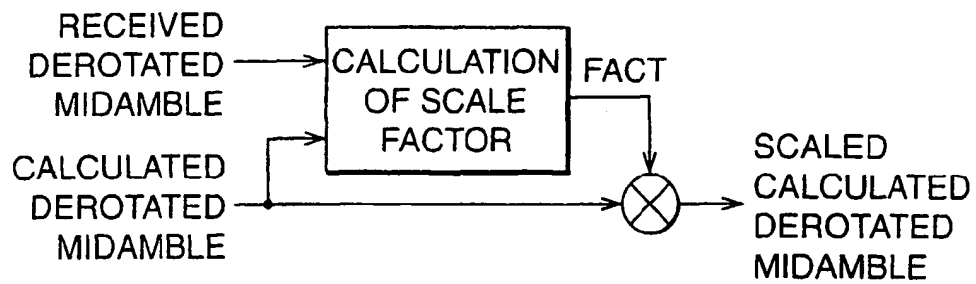 RECEIVED
DEROTATED
MIDAMBLE
CALCULATION
OF SCALE
FACTOR
FACT
CALCULATED
DEROTATED
MIDAMBLE
SCALED
CALCULATED
DEROTATED
MIDAMBLE